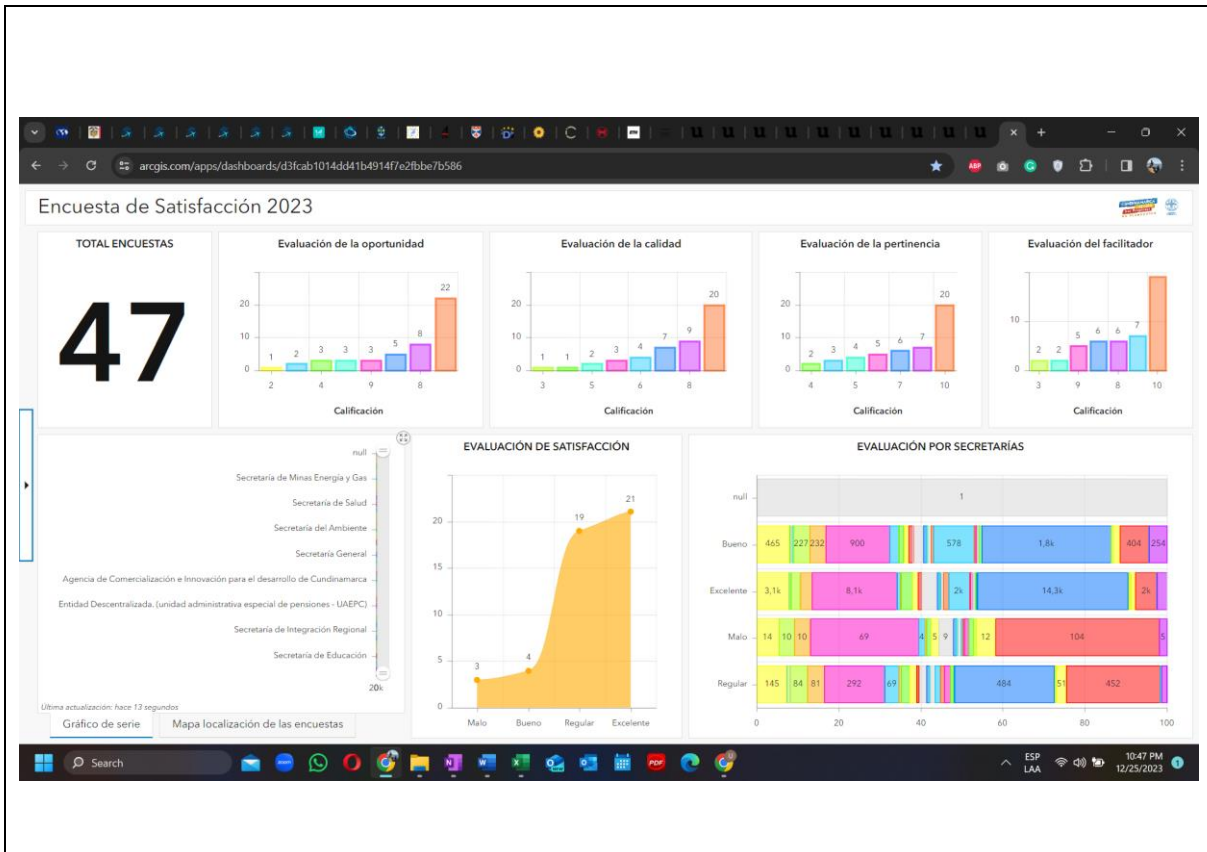 arcgis.com/apps/dashboards/d3fcab1014dd41b4914f7e2fbbe7b586
Encuesta de Satisfacción 2023
TOTAL ENCUESTAS
47
Evaluación de la oportunidad
20
10
0
1
2
3
3
3
5
8
22
2
4
9
8
Calificación
Evaluación de la calidad
20
10
0
1
1
2
3
4
7
9
20
3
5
6
8
Calificación
Evaluación de la pertinencia
20
10
0
2
3
4
5
6
7
20
4
5
7
10
Calificación
Evaluación del facilitador
10
0
2
2
5
6
6
7
3
9
8
10
Calificación
null
Secretaría de Minas Energía y Gas
Secretaría de Salud
Secretaría del Ambiente
Secretaría General
Agencia de Comercialización e Innovación para el desarrollo de Cundinamarca
Entidad Descentralizada. (unidad administrativa especial de pensiones - UAEPC)
Secretaría de Integración Regional
Secretaría de Educación
20k
Última actualización: hace 13 segundos
Gráfico de serie
Mapa localización de las encuestas
EVALUACIÓN DE SATISFACCIÓN
20
15
10
5
0
3
4
19
21
Malo
Bueno
Regular
Excelente
EVALUACIÓN POR SECRETARÍAS
null
1
Bueno
465
227
232
900
578
1,8k
404
254
Excelente
3,1k
8,1k
2k
14,3k
2k
Malo
14
10
10
69
4
5
9
12
104
5
Regular
145
84
81
292
69
484
51
452
0
20
40
60
80
100
Search
ESP
LAA
10:47 PM
12/25/2023